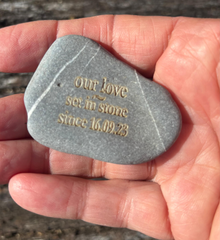 our love
set in stone
since 16.09.23